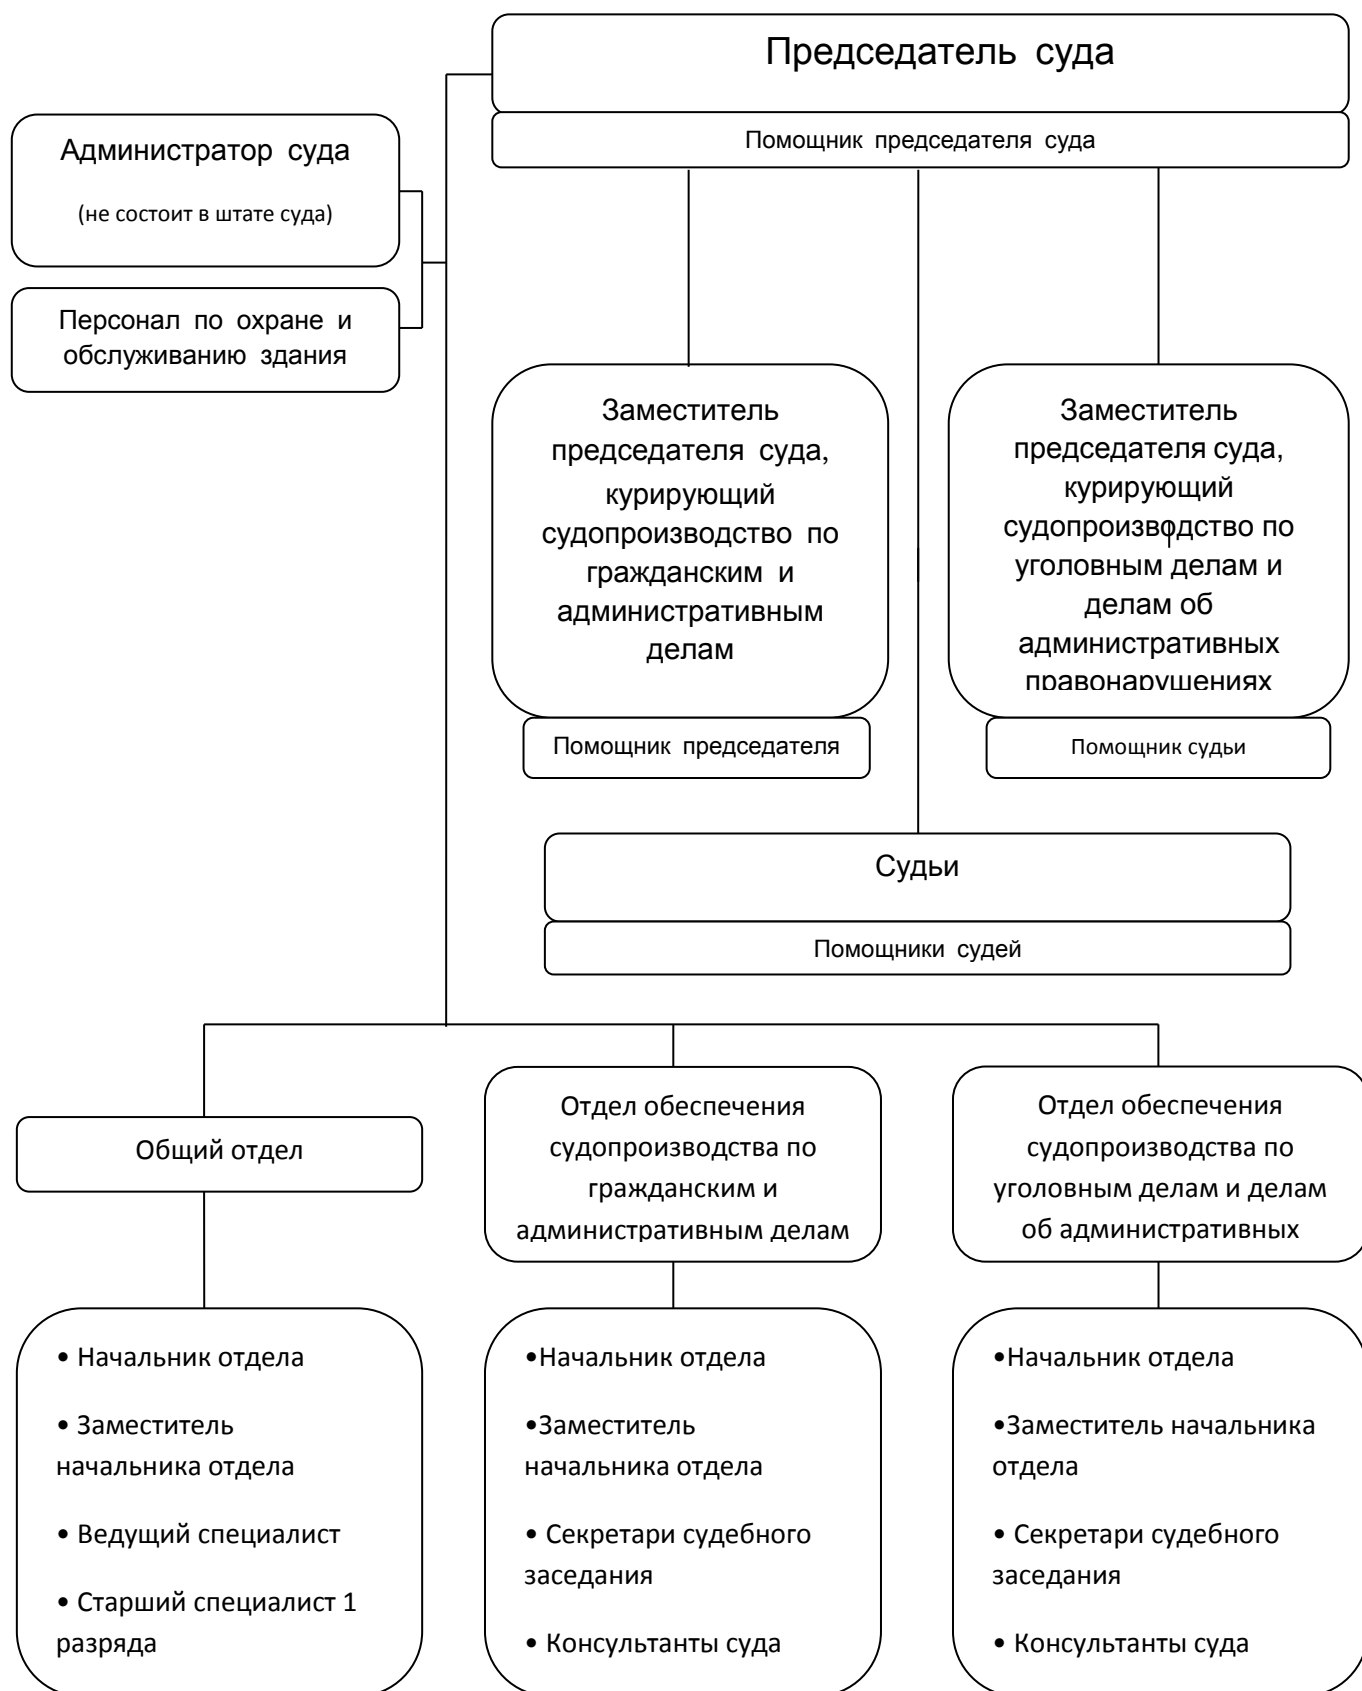 Председатель суда
Помощник председателя суда
Администратор суда
(не состоит в штате суда)
Персонал по охране и
обслуживанию здания
Заместитель
председателя суда,
курирующий
судопроизводство по
гражданским и
административным
делам
Помощник председателя
Заместитель
председателя суда,
курирующий
судопроизводство по
уголовным делам и
делам об
административных
правонарушениях
Помощник судьи
Судьи
Помощники судей
Общий отдел
Отдел обеспечения
судопроизводства по
гражданским и
административным делам
Отдел обеспечения
судопроизводства по
уголовным делам и делам
об административных
• Начальник отдела
• Заместитель
начальника отдела
• Ведущий специалист
• Старший специалист 1
разряда
•Начальник отдела
•Заместитель
начальника отдела
• Секретари судебного
заседания
• Консультанты суда
•Начальник отдела
•Заместитель начальника
отдела
• Секретари судебного
заседания
• Консультанты суда